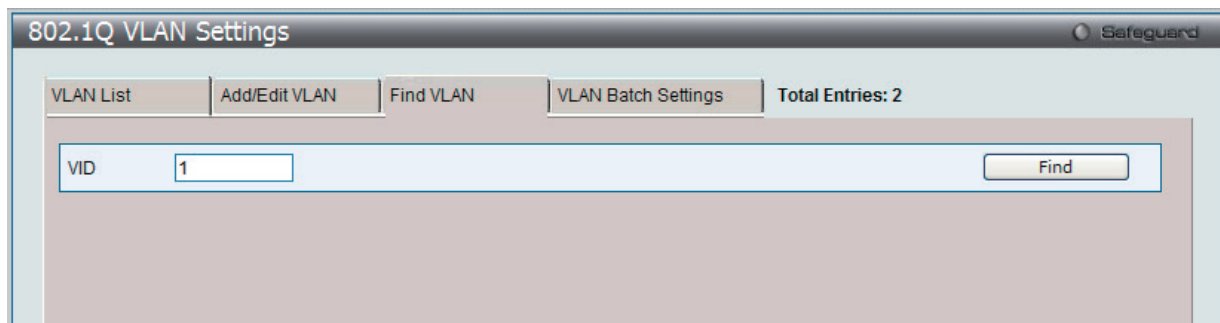 802.1Q VLAN Settings
Safeguard
VLAN List
Add/Edit VLAN
Find VLAN
VLAN Batch Settings
Total Entries: 2
VID
1
Find